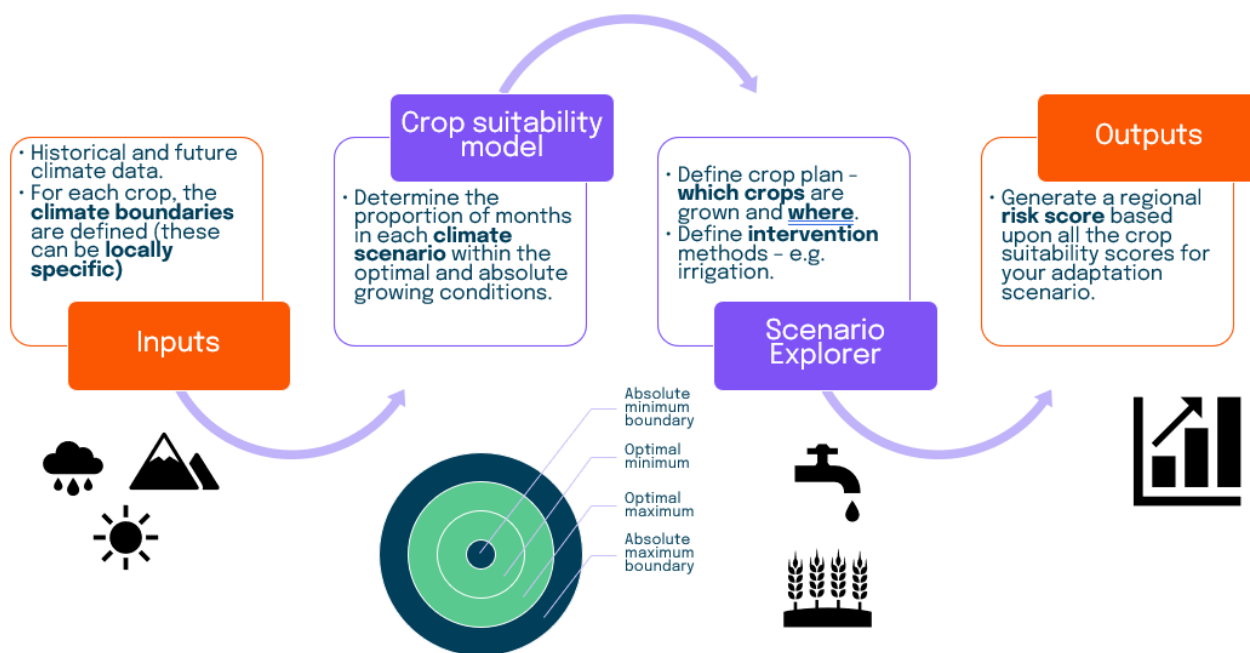 • Historical and future
climate data.
• For each crop, the
climate boundaries
are defined (these
can be locally
specific)
Inputs
Crop suitability
model
• Determine the
proportion of months
in each climate
scenario within the
optimal and absolute
growing conditions.
Absolute
minimum
boundary
Optimal
minimum
Optimal
maximum
Absolute
maximum
boundary
• Define crop plan –
which crops are
grown and where.
• Define intervention
methods – e.g.
irrigation.
Scenario
Explorer
Outputs
• Generate a regional
risk score based
upon all the crop
suitability scores for
your adaptation
scenario.